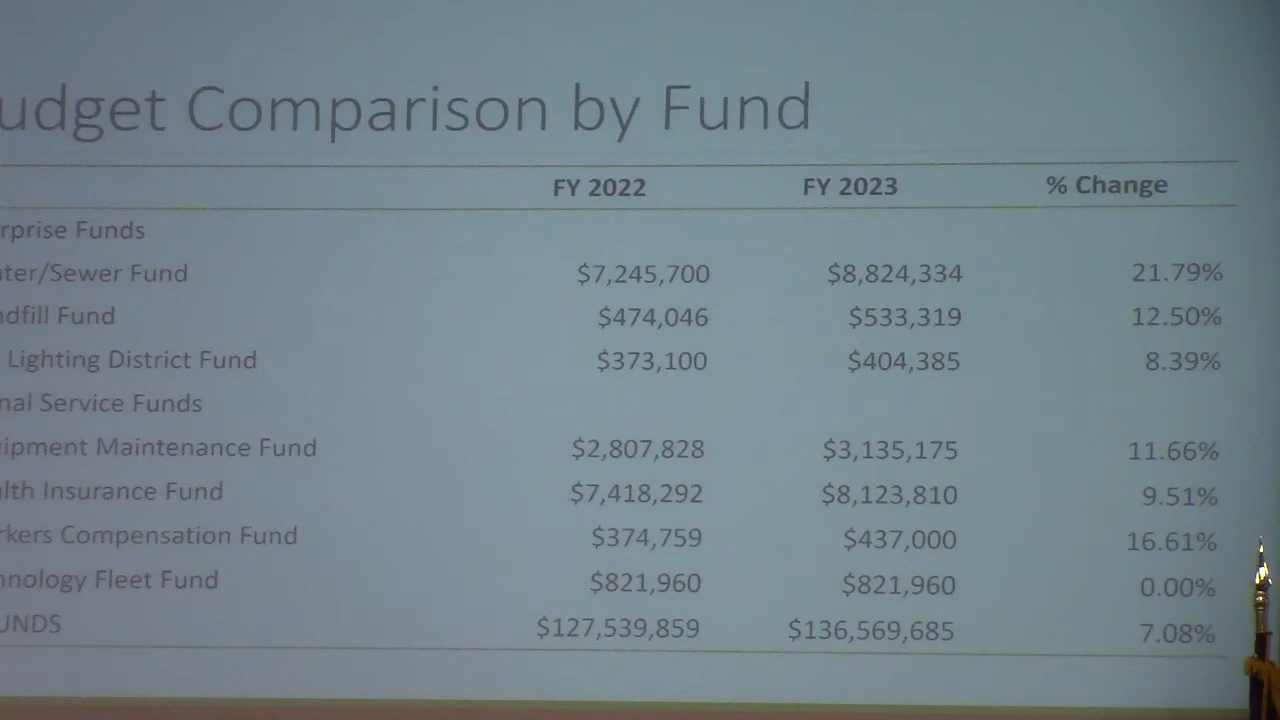 udget Comparison by Fund
FY 2022 FY 2023 % Change
rprise Funds
ter/Sewer Fund $7,245,700 $8,824,334 21.79%
dfill Fund $474,046 $533,319 12.50%
Lighting District Fund $373,100 $404,385 8.39%
nal Service Funds
ipment Maintenance Fund $2,807,828 $3,135,175 11.66%
lth Insurance Fund $7,418,292 $8,123,810 9.51%
rkers Compensation Fund $374,759 $437,000 16.61%
nology Fleet Fund $821,960 $821,960 0.00%
UNDS $127,539,859 $136,569,685 7.08%